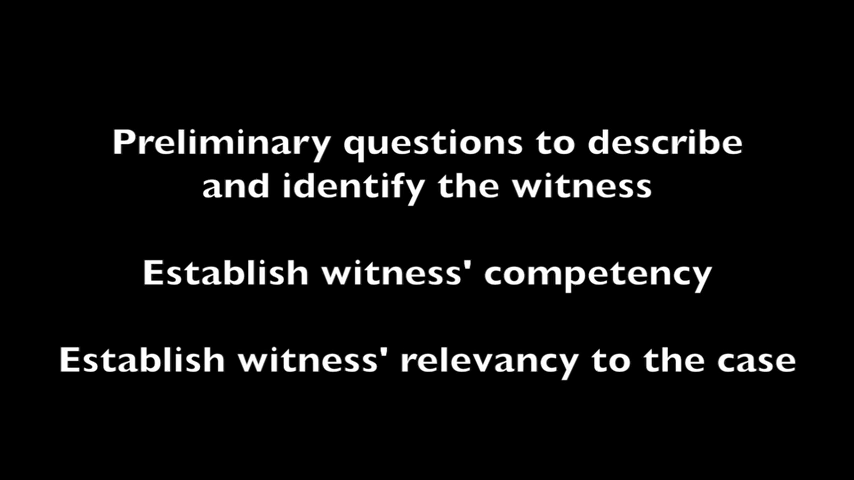 Preliminary questions to describe
and identify the witness
Establish witness' competency
Establish witness' relevancy to the case